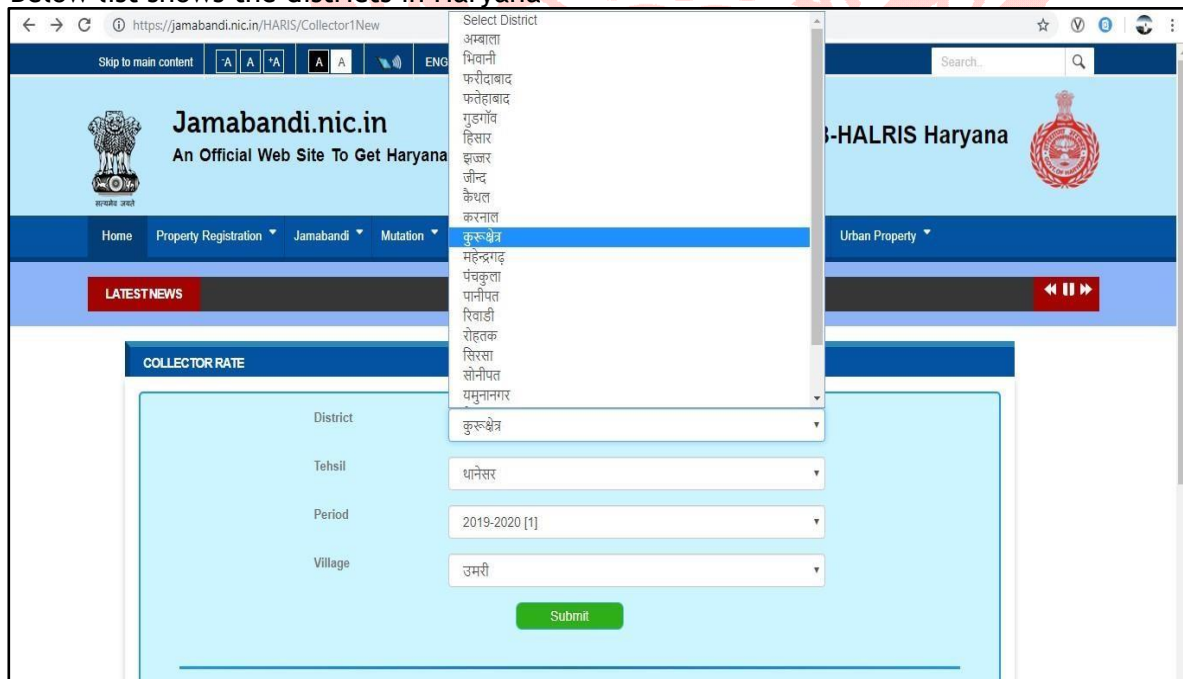 Below list shows the districts in Haryana
https://jamabandi.nic.in/HARIS/Collector1New
Skip to main content -A A +A A A ENG
Search..
Jamabandi.nic.in
An Official Web Site To Get Haryana
-HALRIS Haryana
सत्यमेव जयते
Home Property Registration Jamabandi Mutation Urban Property
LATEST NEWS
Select District
अम्बाला
भिवानी
फरीदाबाद
फतेहाबाद
गुडगॉव
हिसार
झज्जर
जीन्द
कैथल
करनाल
कुरूक्षेत्र
महेन्द्रगढ़
पंचकुला
पानीपत
रिवाडी
रोहतक
सिरसा
सोनीपत
यमुनानगर
COLLECTOR RATE
District कुरूक्षेत्र
Tehsil थानेसर
Period 2019-2020 [1]
Village उमरी
Submit